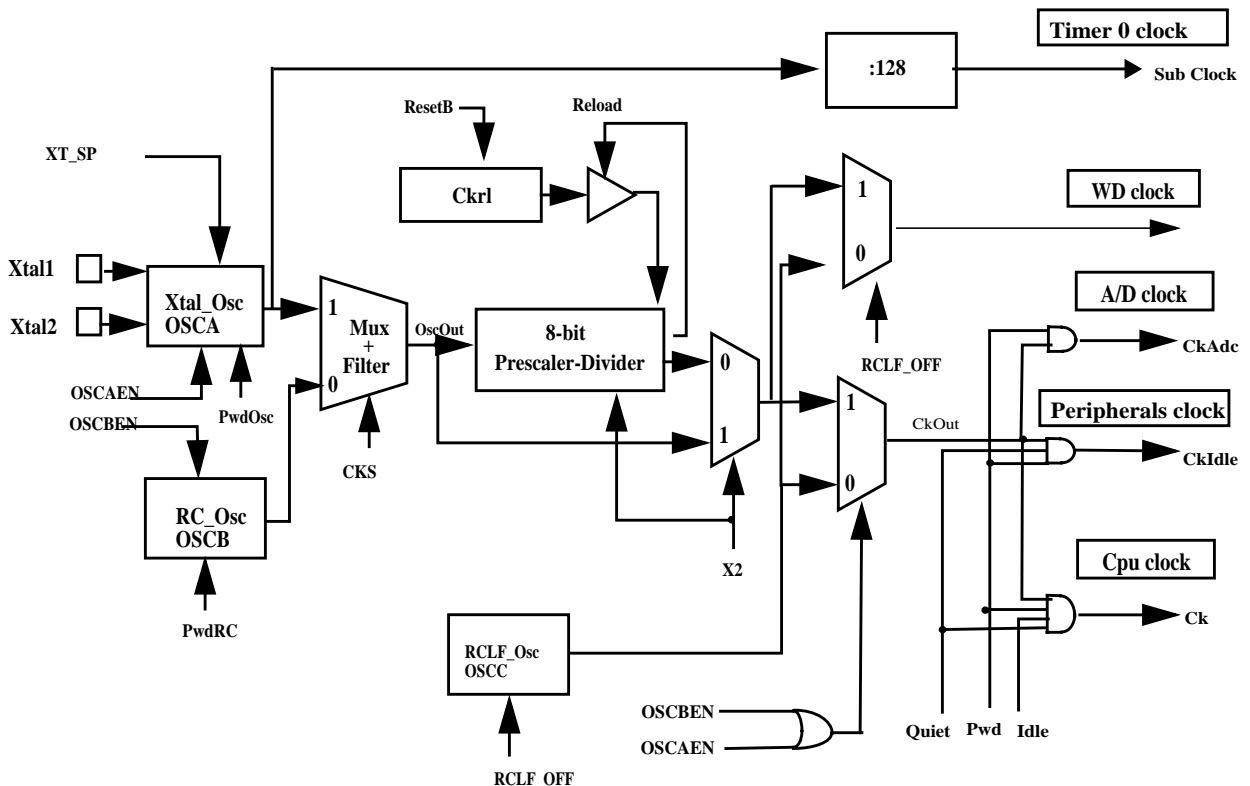 Timer 0 clock
:128
Sub Clock
ResetB
Reload
XT_SP
Ckrl
1
0
WD clock
Xtal1
Xtal2
Xtal_Osc
OSCA
1
Mux
+
Filter
0
OscOut
8-bit
Prescaler-Divider
0
1
A/D clock
CkAdc
RCLF_OFF
OSCAEN
OSCBEN
PwdOsc
CKS
1
0
CkOut
Peripherals clock
CkIdle
RC_Osc
OSCB
X2
Cpu clock
Ck
PwdRC
RCLF_Osc
OSCC
OSCBEN
OSCAEN
Quiet
Pwd
Idle
RCLF_OFF